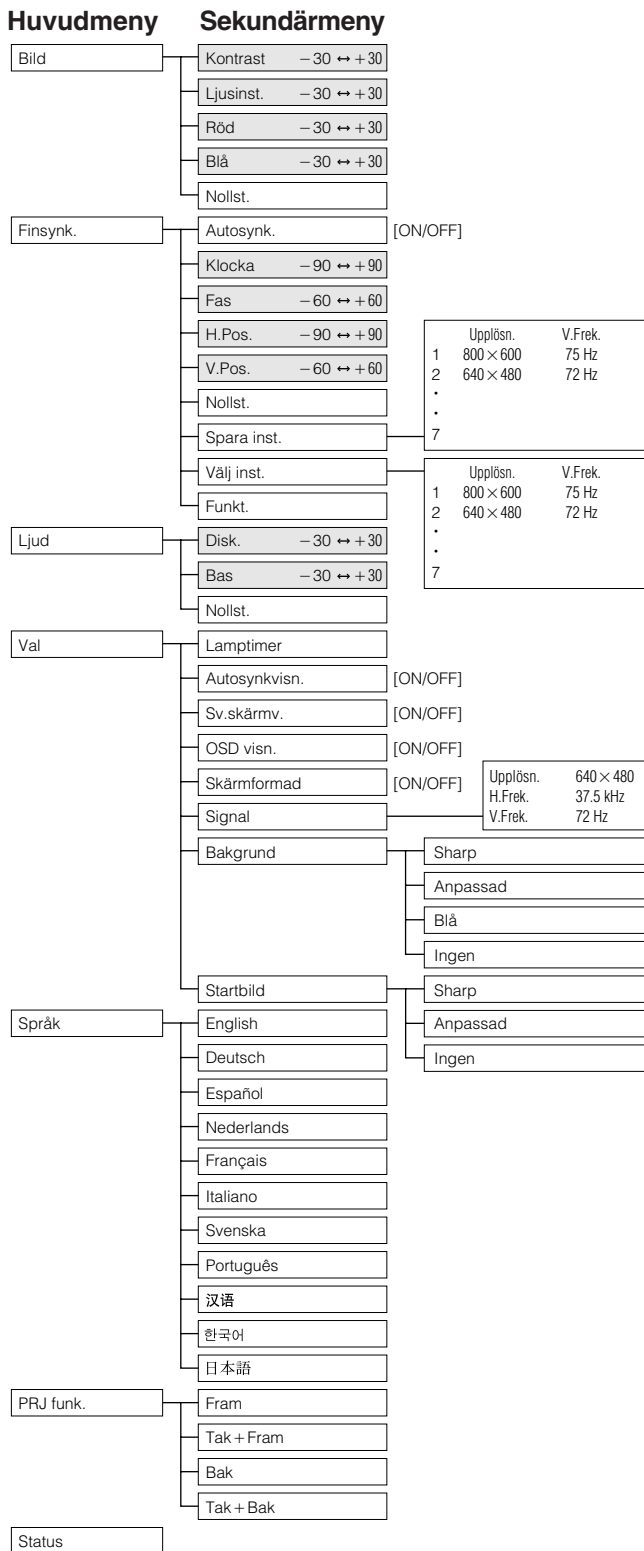 Huvudmeny Sekundärmeny
Bild
Kontrast −30 ↔ +30
Ljusinst. −30 ↔ +30
Röd −30 ↔ +30
Blå −30 ↔ +30
Nollst.
Finsynk.
Autosynk. [ON/OFF]
Klocka −90 ↔ +90
Fas −60 ↔ +60
H.Pos. −90 ↔ +90
V.Pos. −60 ↔ +60
Nollst.
Spara inst.
Upplösn. V.Frek.
1 800 × 600 75 Hz
2 640 × 480 72 Hz
•
•
7
Välj inst.
Upplösn. V.Frek.
1 800 × 600 75 Hz
2 640 × 480 72 Hz
•
•
7
Funkt.
Ljud
Disk. −30 ↔ +30
Bas −30 ↔ +30
Nollst.
Val
Lamptimer
Autosynkvisn. [ON/OFF]
Sv.skärmv. [ON/OFF]
OSD visn. [ON/OFF]
Skärmformad [ON/OFF]
Signal
Upplösn. 640 × 480
H.Frek. 37.5 kHz
V.Frek. 72 Hz
Bakgrund
Sharp
Anpassad
Blå
Ingen
Startbild
Sharp
Anpassad
Ingen
Språk
English
Deutsch
Español
Nederlands
Français
Italiano
Svenska
Português
汉语
한국어
日本語
PRJ funk.
Fram
Tak + Fram
Bak
Tak + Bak
Status